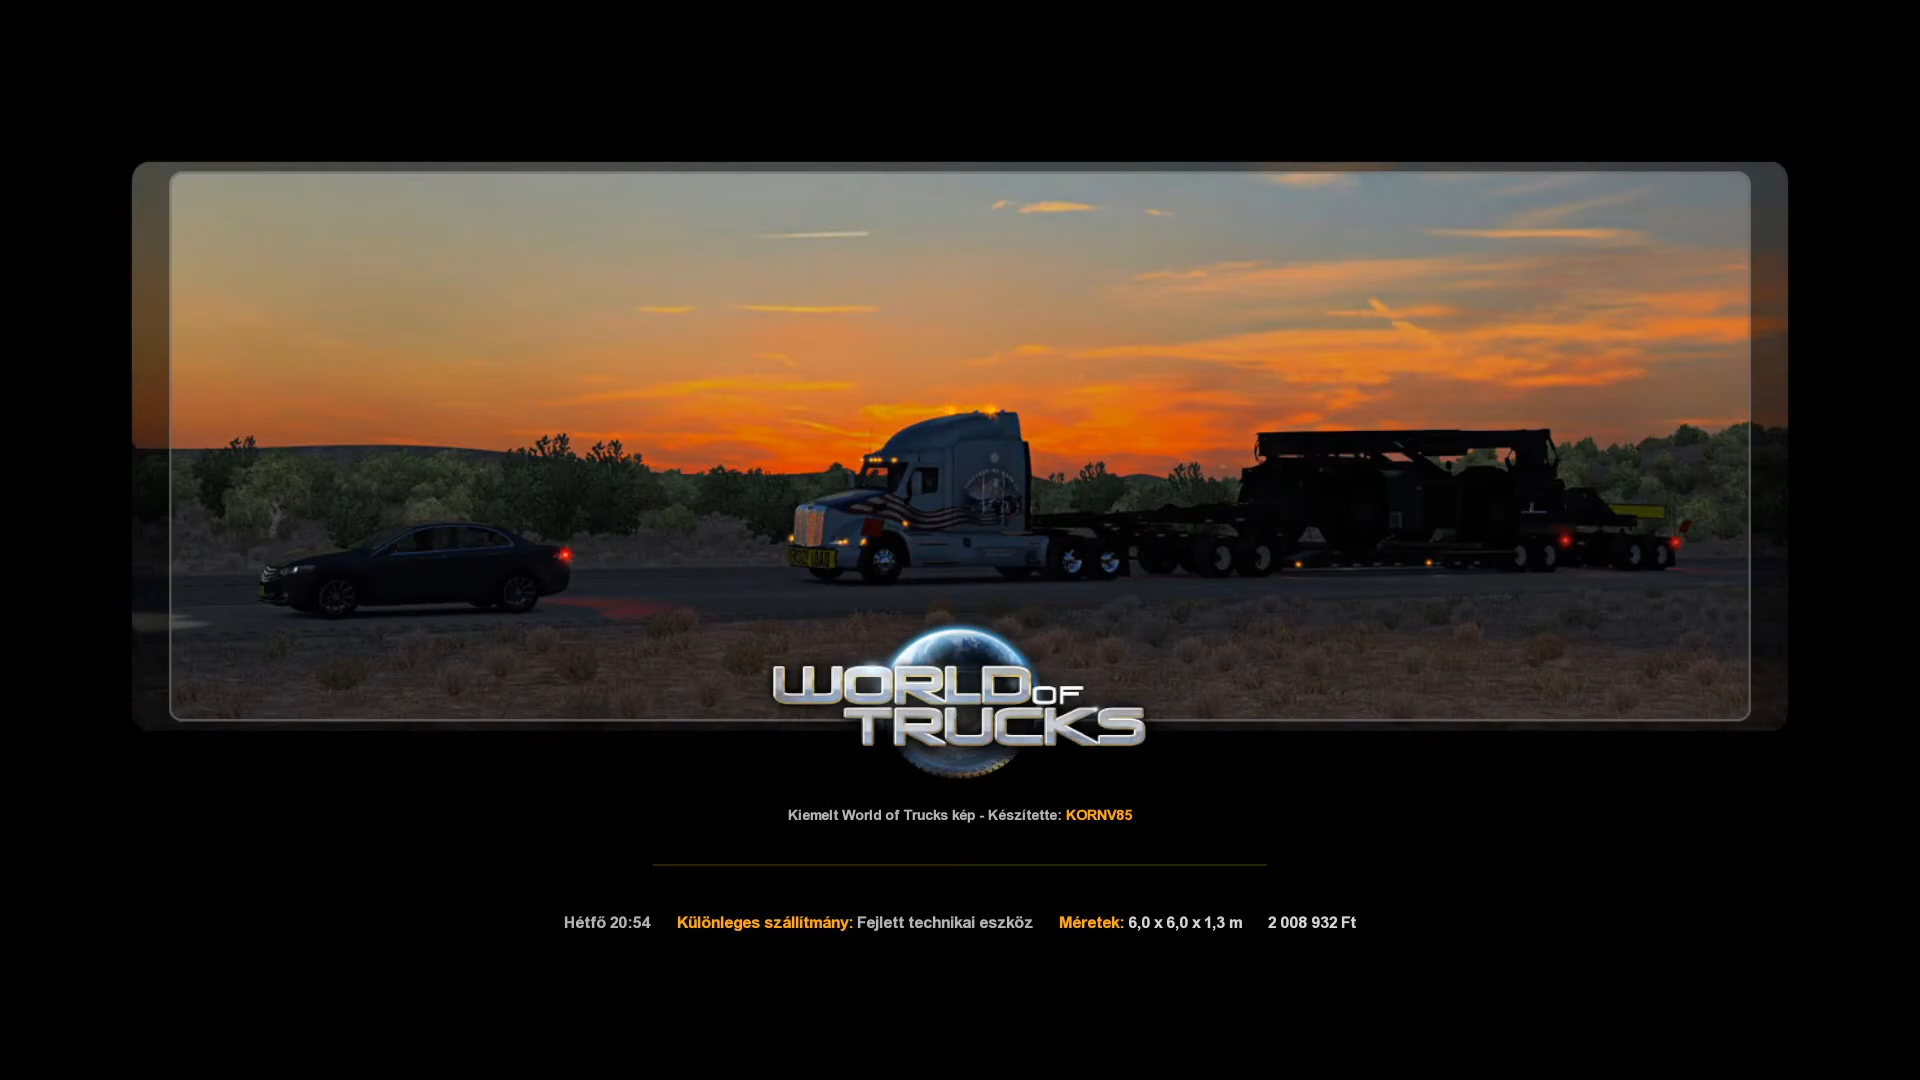 WORLD OF
TRUCKS
Kiemelt World of Trucks kép - Készítette: KORNV85
Hétfő 20:54 Különleges szállítmány: Fejlett technikai eszköz Méretek: 6,0 x 6,0 x 1,3 m 2 008 932 Ft